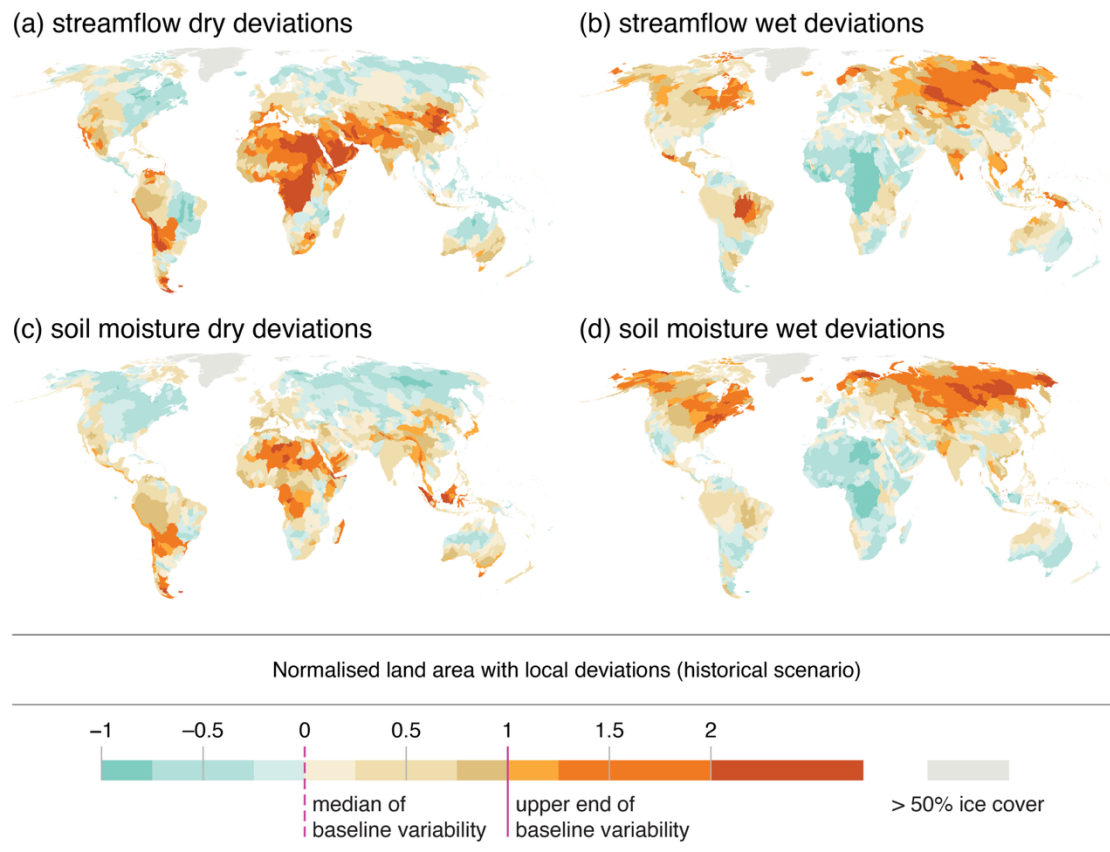 (a) streamflow dry deviations
(b) streamflow wet deviations
(c) soil moisture dry deviations
(d) soil moisture wet deviations
Normalised land area with local deviations (historical scenario)
−1 −0.5 0 0.5 1 1.5 2
median of
baseline variability
upper end of
baseline variability
> 50% ice cover